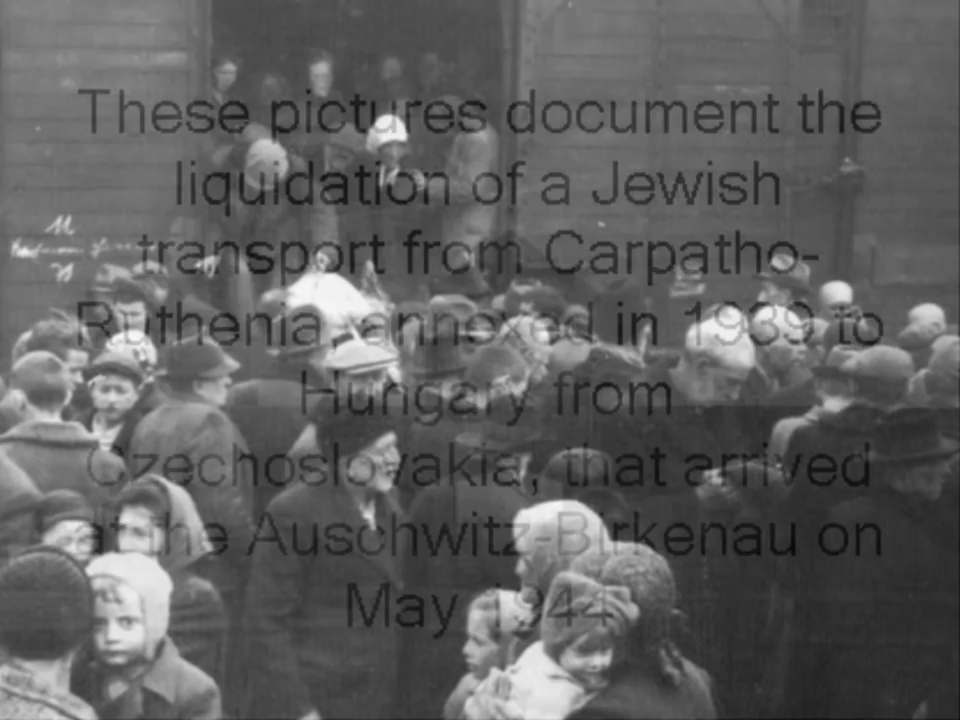 These pictures document the
liquidation of a Jewish
transport from Carpatho-
Ruthenia, annexed in 1939 to
Hungary from
Czechoslovakia, that arrived
at the Auschwitz-Birkenau on
May, 1944